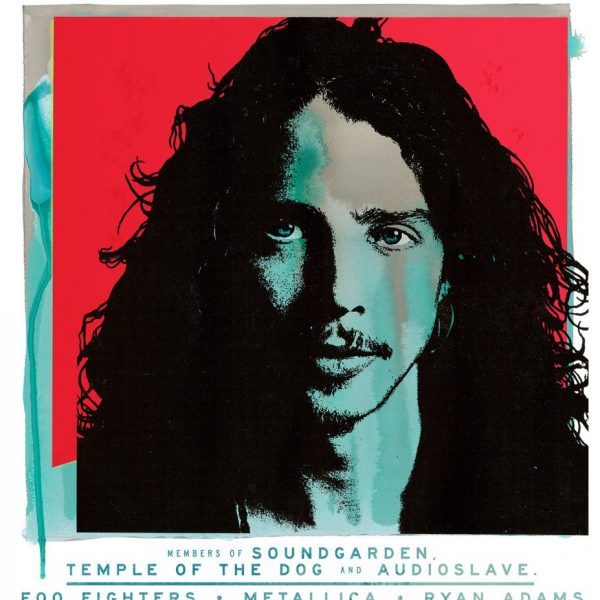 MEMBERS OF SOUNDGARDEN,
TEMPLE OF THE DOG AND AUDIOSLAVE.
FOO FIGHTERS • METALLICA • RYAN ADAMS